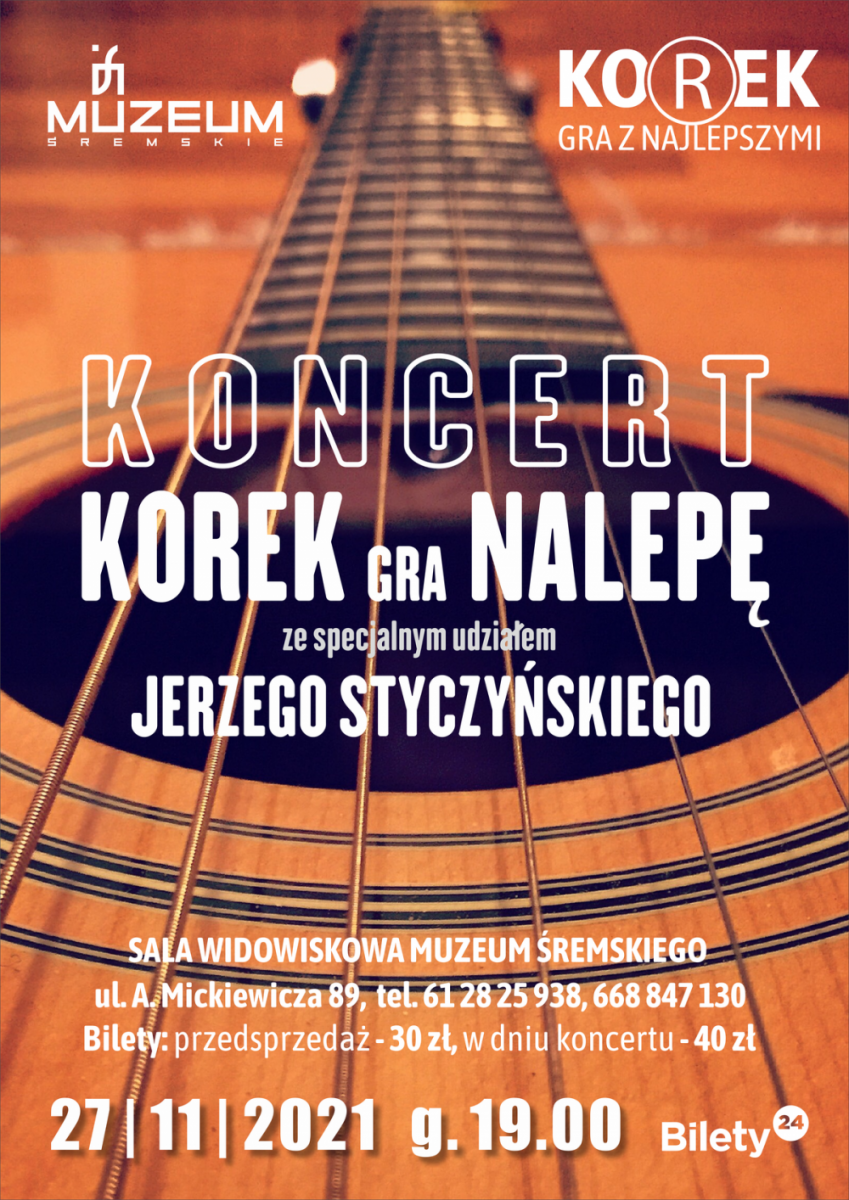 MUZEUM
ŚREMSKIE
KOREK
GRA Z NAJLEPSZYMI
KONCERT
KOREK GRA NALEPĘ
ze specjalnym udziałem
JERZEGO STYCZYŃSKIEGO
SALA WIDOWISKOWA MUZEUM ŚREMSKIEGO
ul. A. Mickiewicza 89, tel. 61 28 25 938, 668 847 130
Bilety: przedsprzedaż - 30 zł, w dniu koncertu - 40 zł
27 | 11 | 2021 g. 19.00
Bilety24